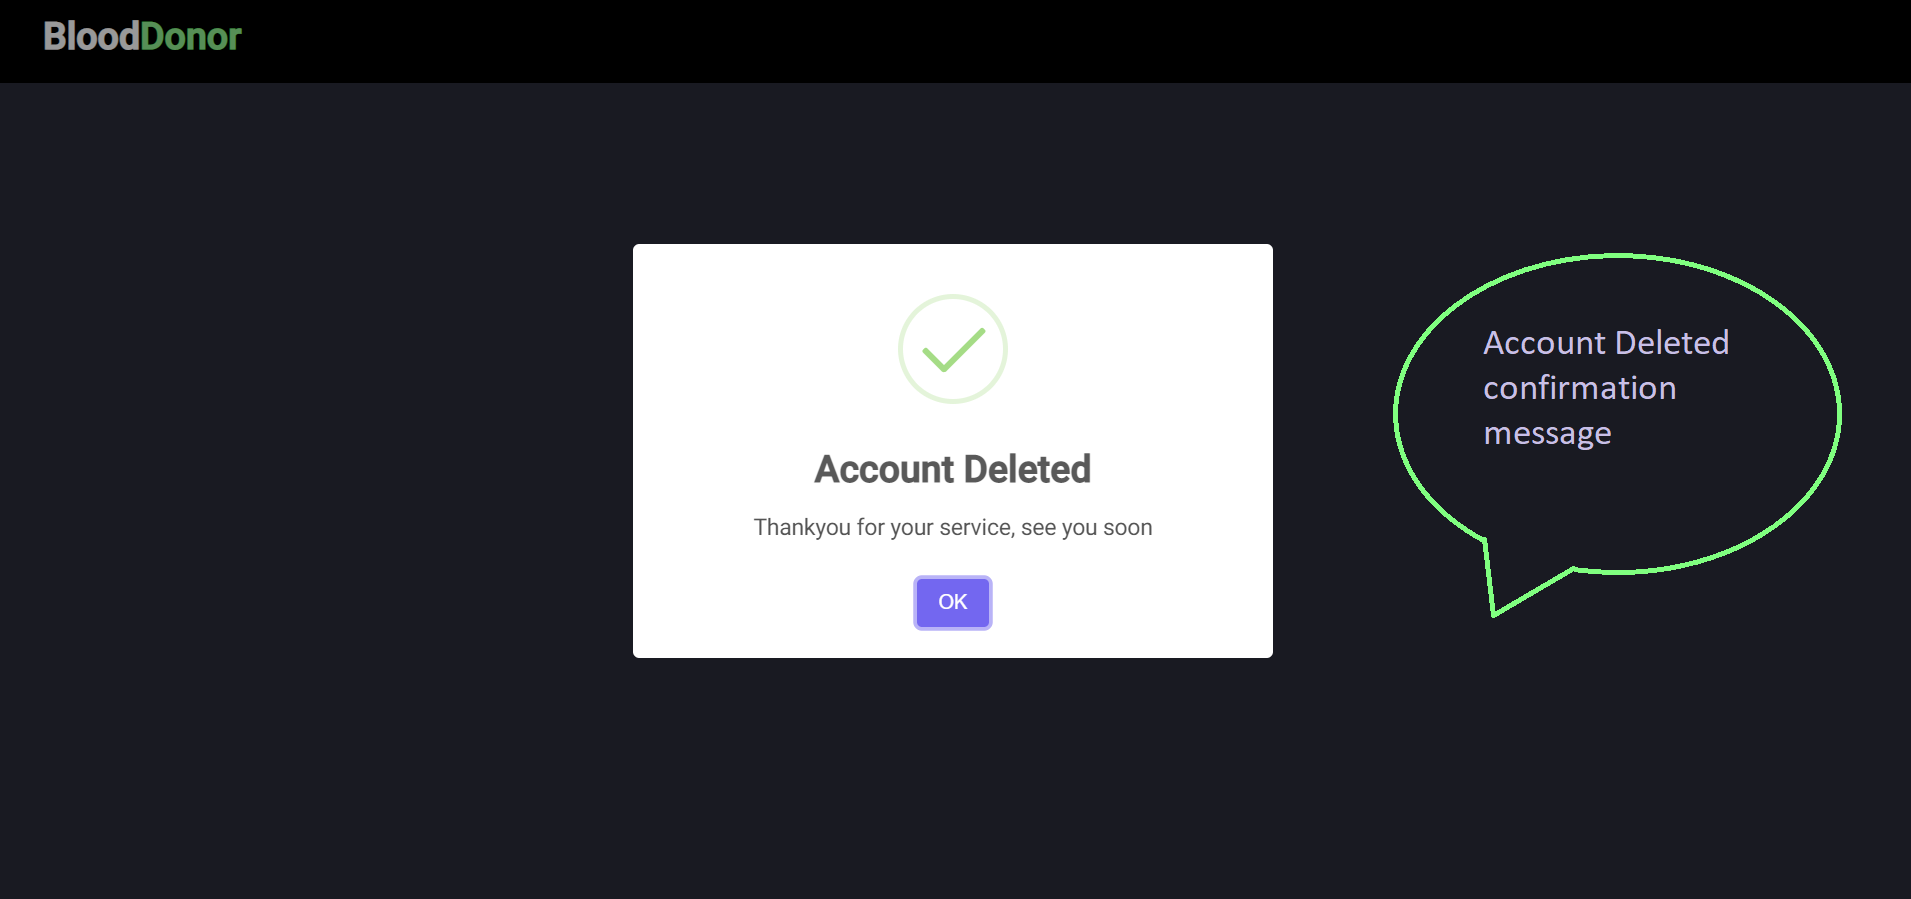 BloodDonor
Account Deleted
Thankyou for your service, see you soon
OK
Account Deleted
confirmation
message